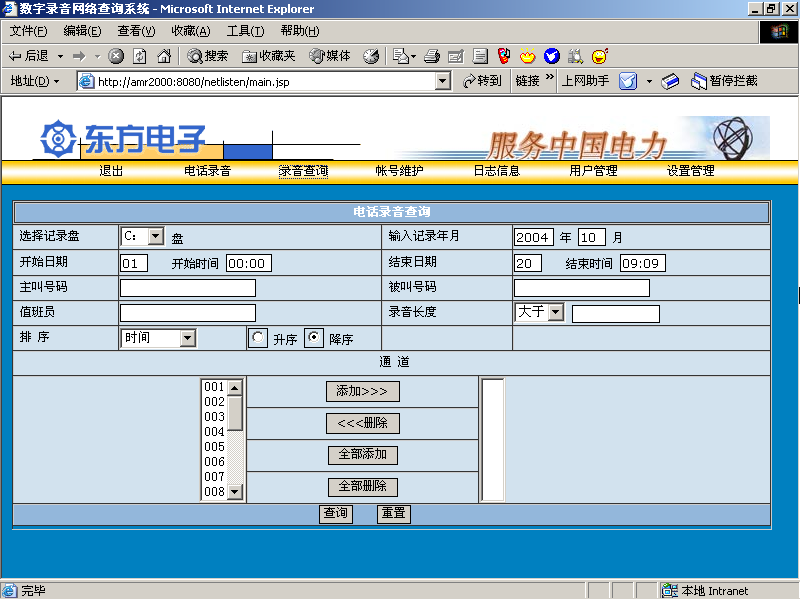 数字录音网络查询系统 - Microsoft Internet Explorer
文件(F) 编辑(E) 查看(V) 收藏(A) 工具(T) 帮助(H)
后退 搜索 收藏夹 媒体
地址(D) http://amr2000:8080/netlisten/main.jsp 转到 链接 » 上网助手 暂停拦截
东方电子 服务中国电力
退出 电话录音 录音查询 帐号维护 日志信息 用户管理 设置管理
电话录音查询
选择记录盘 C: 盘 输入记录年月 2004 年 10 月
开始日期 01 开始时间 00:00 结束日期 20 结束时间 09:09
主叫号码 被叫号码
值班员 录音长度 大于
排 序 时间 升序 降序
通 道
001
002
003
004
005
006
007
008
添加>>>
<<<删除
全部添加
全部删除
查询 重置
完毕 本地 Intranet